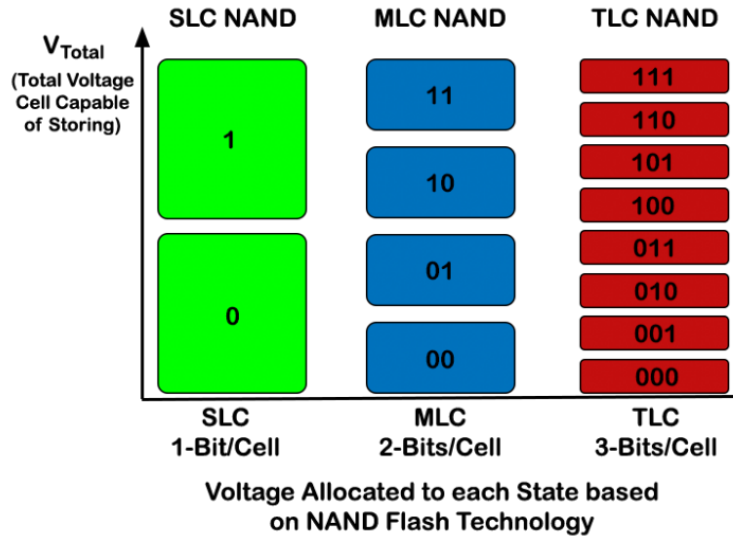 SLC NAND
MLC NAND
TLC NAND
VTotal
(Total Voltage
Cell Capable
of Storing)
1
0
11
10
01
00
111
110
101
100
011
010
001
000
SLC
1-Bit/Cell
MLC
2-Bits/Cell
TLC
3-Bits/Cell
Voltage Allocated to each State based
on NAND Flash Technology